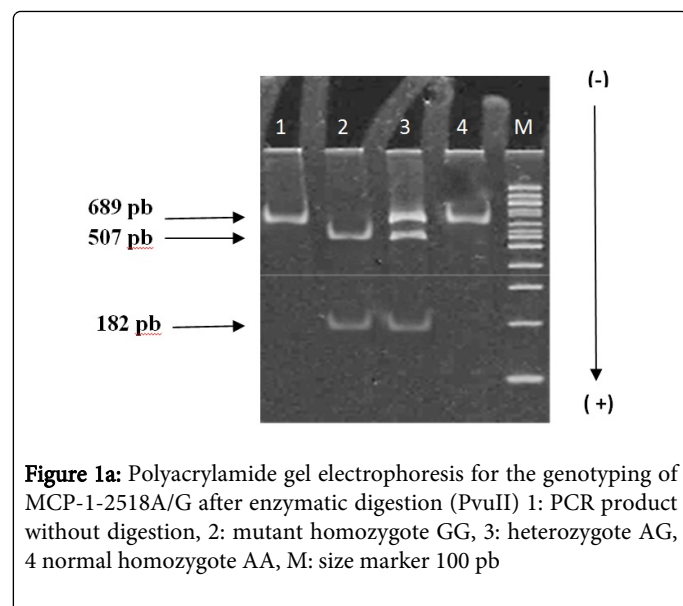 (-)
1 2 3 4 M
689 pb
507 pb
182 pb
(+)
Figure 1a: Polyacrylamide gel electrophoresis for the genotyping of
MCP-1-2518A/G after enzymatic digestion (PvuII) 1: PCR product
without digestion, 2: mutant homozygote GG, 3: heterozygote AG,
4 normal homozygote AA, M: size marker 100 pb